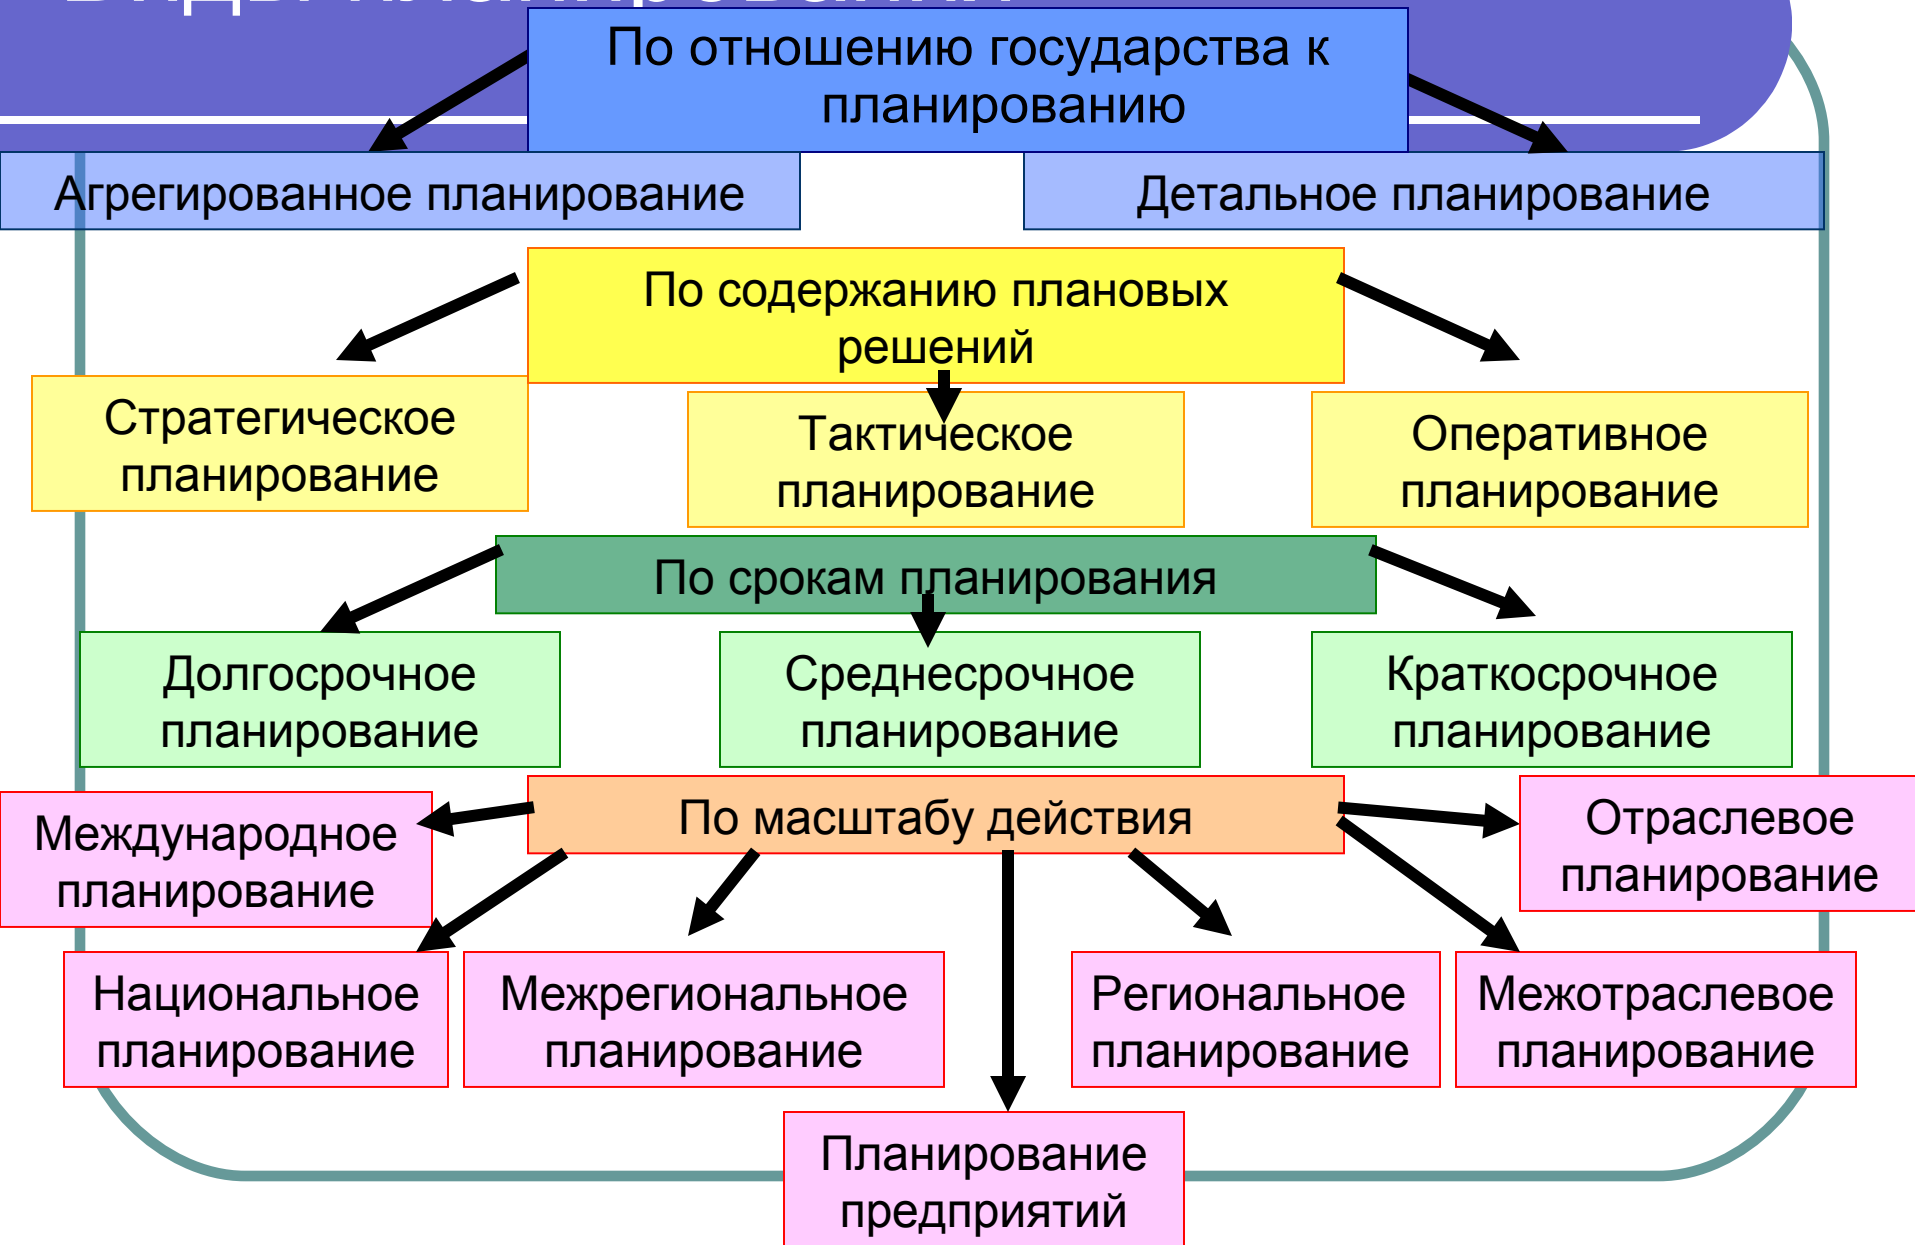 Виды планирования
По отношению государства к
планированию
Агрегированное планирование
Детальное планирование
По содержанию плановых
решений
Стратегическое
планирование
Тактическое
планирование
Оперативное
планирование
По срокам планирования
Долгосрочное
планирование
Среднесрочное
планирование
Краткосрочное
планирование
По масштабу действия
Международное
планирование
Отраслевое
планирование
Национальное
планирование
Межрегиональное
планирование
Региональное
планирование
Межотраслевое
планирование
Планирование
предприятий